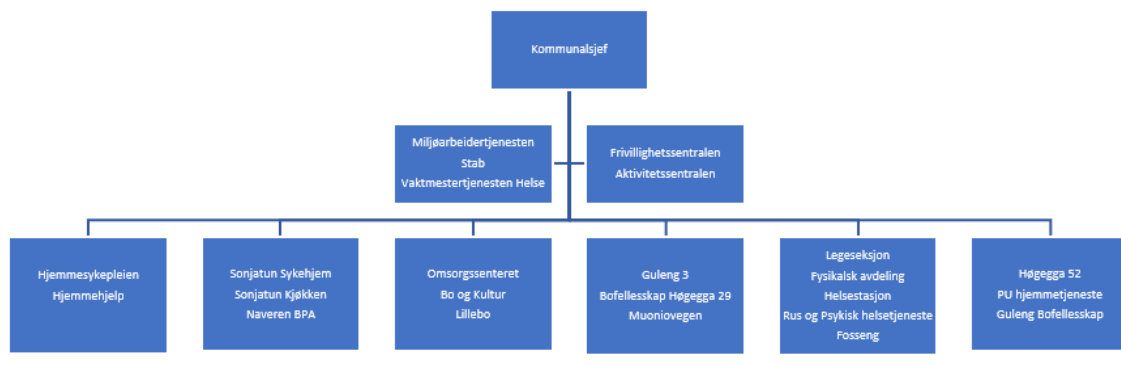 Kommunalsjef
Miljøarbeidertjenesten
Stab
Vaktmestertjenesten Helse
Frivillighetssentralen
Aktivitetssentralen
Hjemmesykepleien
Hjemmehjelp
Sonjatun Sykehjem
Sonjatun Kjøkken
Naveren BPA
Omsorgssenteret
Bo og Kultur
Lillebo
Guleng 3
Bofellesskap Høgegga 29
Muoniovegen
Legeseksjon
Fysikalsk avdeling
Helsestasjon
Rus og Psykisk helsetjeneste
Fosseng
Høgegga 52
PU hjemmetjeneste
Guleng Bofellesskap